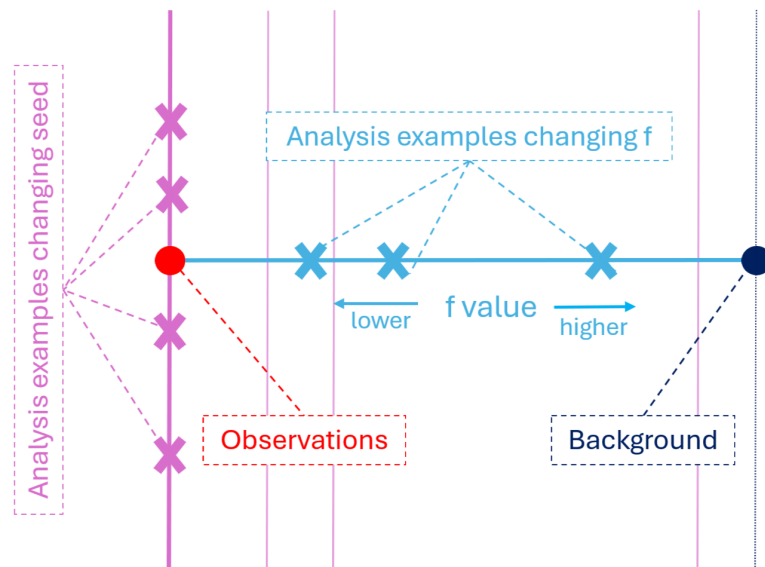 Analysis examples changing seed
Analysis examples changing f
lower
f value
higher
Observations
Background